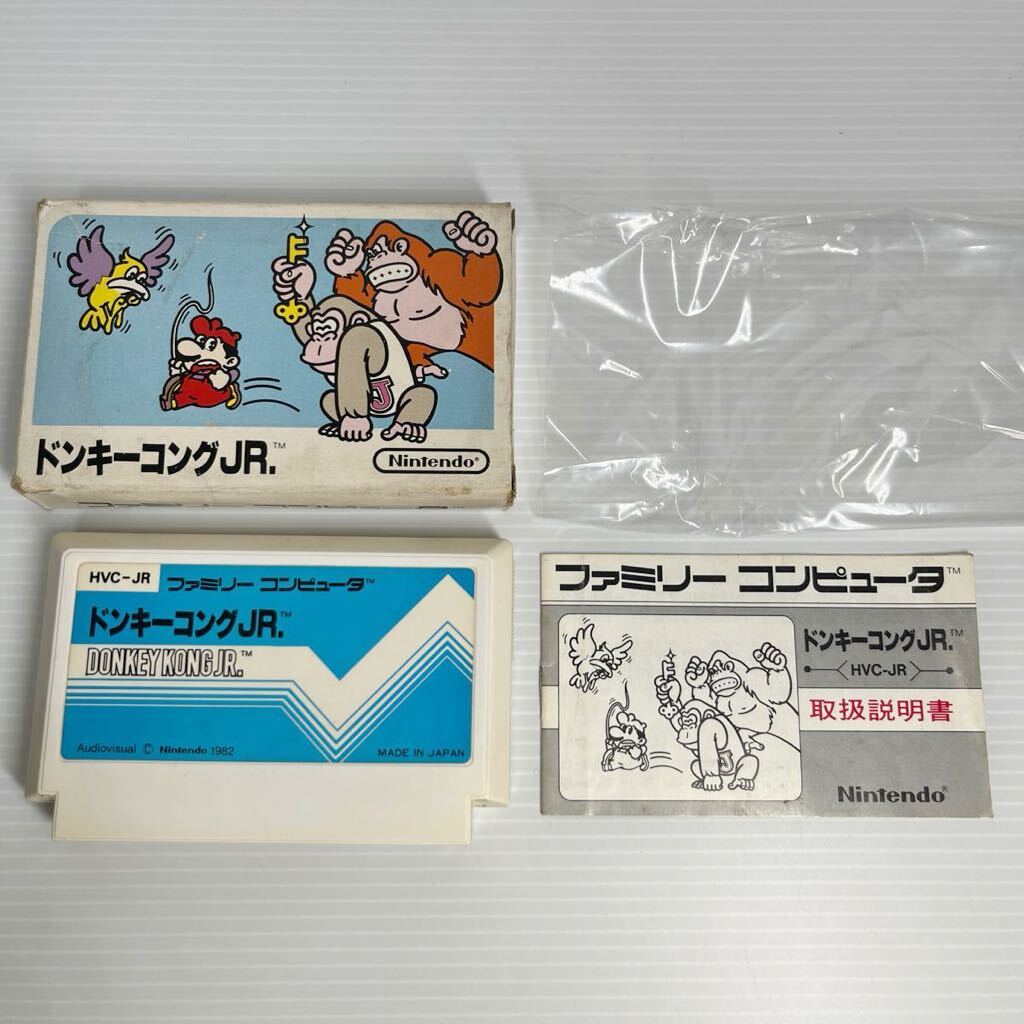 F
J
ドンキーコングJR.™
Nintendo®
HVC-JR
ファミリー コンピュータ™
ドンキーコングJR.™
DONKEY KONG JR.™
Audiovisual © Nintendo 1982
MADE IN JAPAN
ファミリー コンピュータ™
ドンキーコングJR.™
HVC-JR
取扱説明書
J
Nintendo®